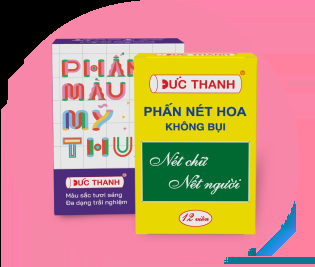 PHẤN
MÀU
MỸ
THU
ĐỨC THANH®
Màu sắc tươi sáng
Đa dạng trải nghiệm
ĐỨC THANH®
PHẤN NÉT HOA
KHÔNG BỤI
Nét chữ
Nết người
12 viên